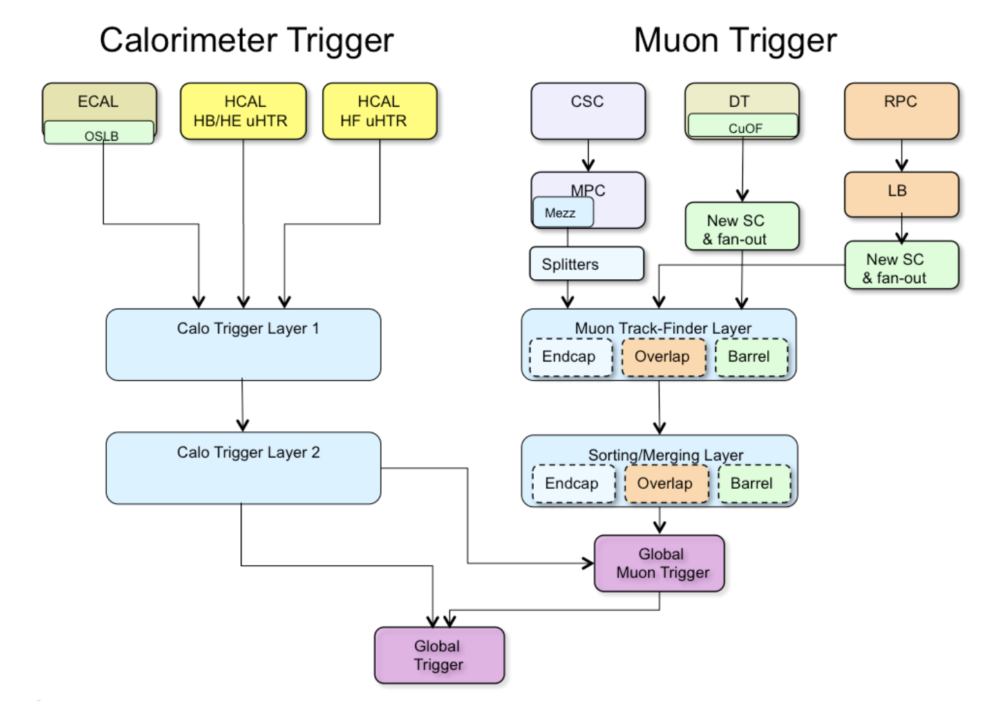 Calorimeter Trigger
Muon Trigger
ECAL
OSLB
HCAL
HB/HE uHTR
HCAL
HF uHTR
CSC
DT
CuOF
RPC
MPC
Mezz
LB
New SC
& fan-out
Splitters
New SC
& fan-out
Calo Trigger Layer 1
Muon Track-Finder Layer
Endcap
Overlap
Barrel
Calo Trigger Layer 2
Sorting/Merging Layer
Endcap
Overlap
Barrel
Global
Muon Trigger
Global
Trigger